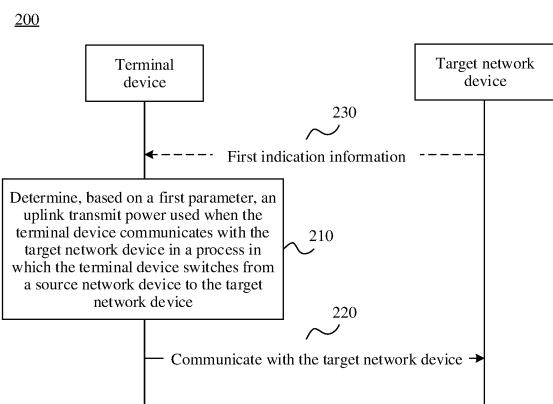 200
Terminal
device
Target network
device
230
First indication information
Determine, based on a first parameter, an
uplink transmit power used when the
terminal device communicates with the
target network device in a process in
which the terminal device switches from
a source network device to the target
network device
210
220
Communicate with the target network device